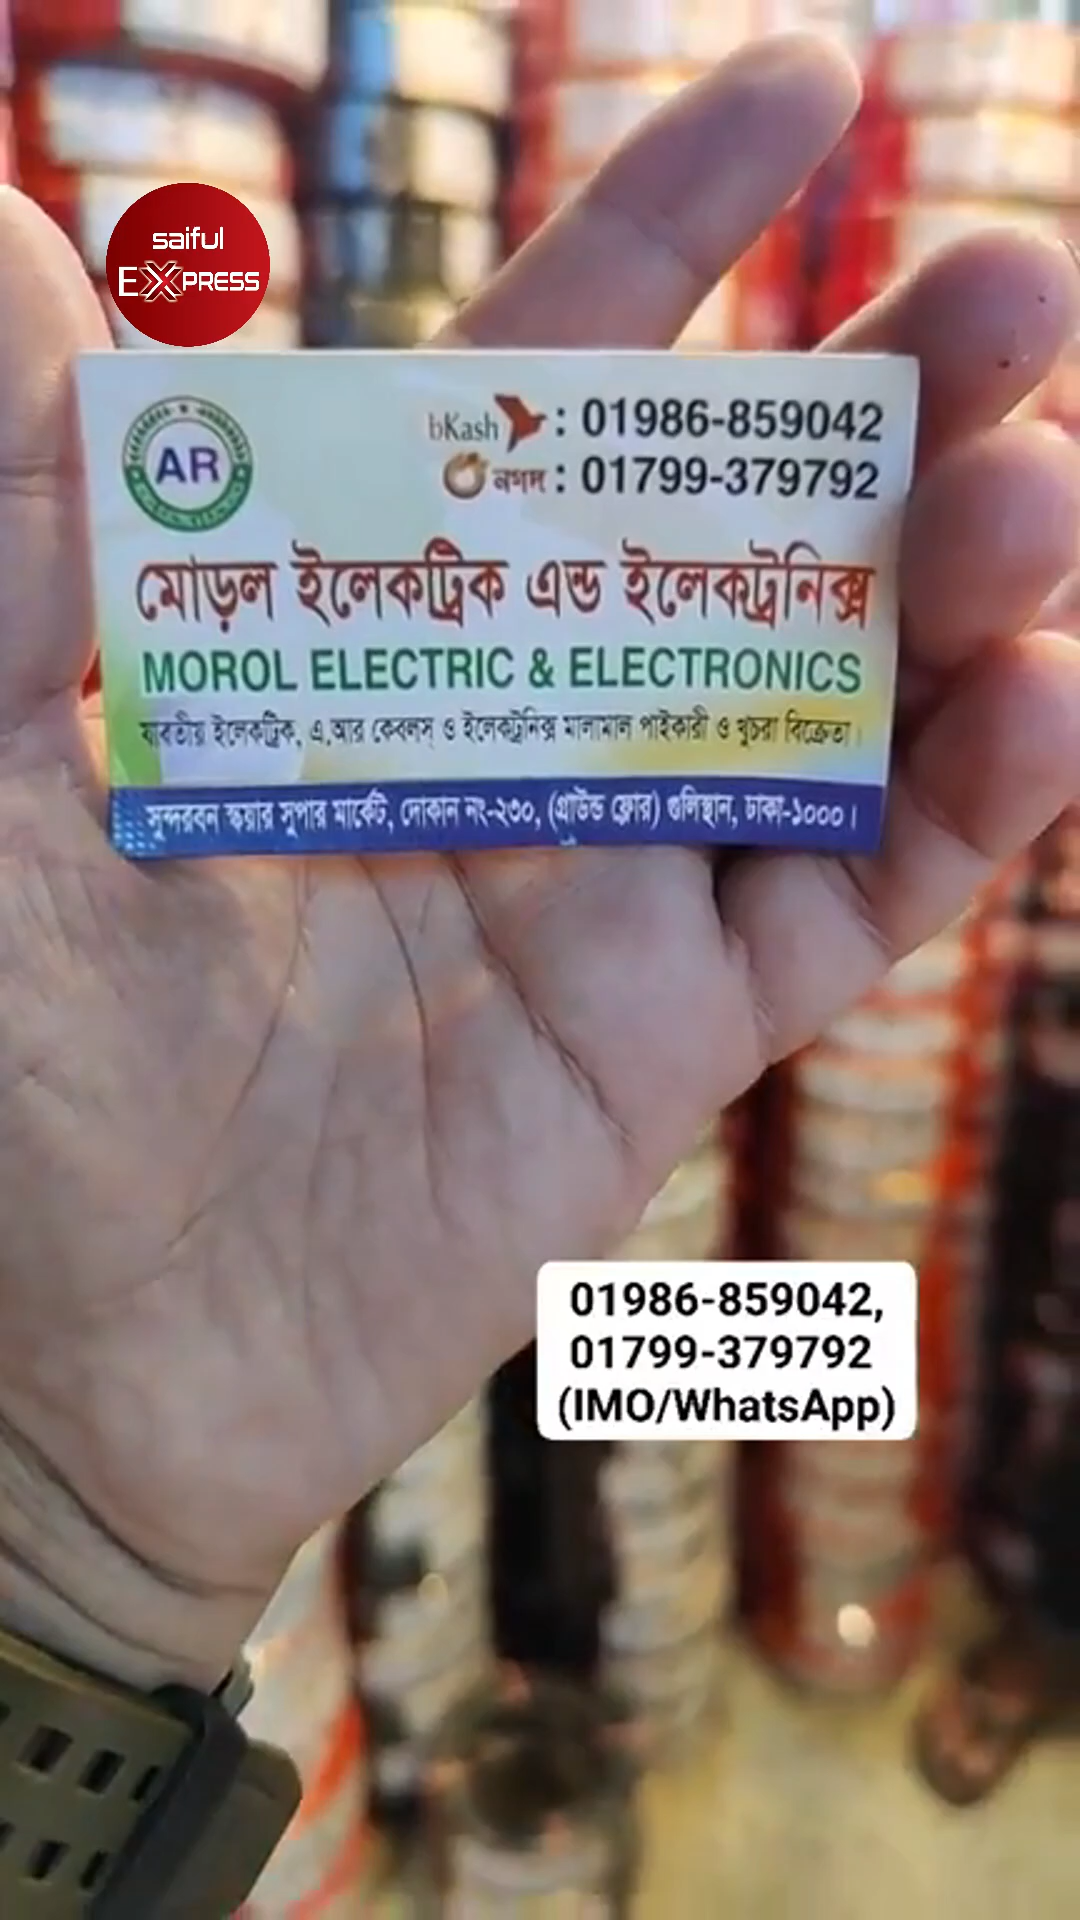 saiful
EXPRESS
AR
bKash : 01986-859042
নগদ : 01799-379792
মোড়ল ইলেকট্রিক এন্ড ইলেকট্রনিক্স
MOROL ELECTRIC & ELECTRONICS
যাবতীয় ইলেকট্রিক, এ.আর কেবলস্ ও ইলেকট্রনিক্স মালামাল পাইকারী ও খুচরা বিক্রেতা।
সুন্দরবন স্কয়ার সুপার মার্কেট, দোকান নং-২৩০, (গ্রাউন্ড ফ্লোর) গুলিস্থান, ঢাকা-১০০০।
01986-859042,
01799-379792
(IMO/WhatsApp)